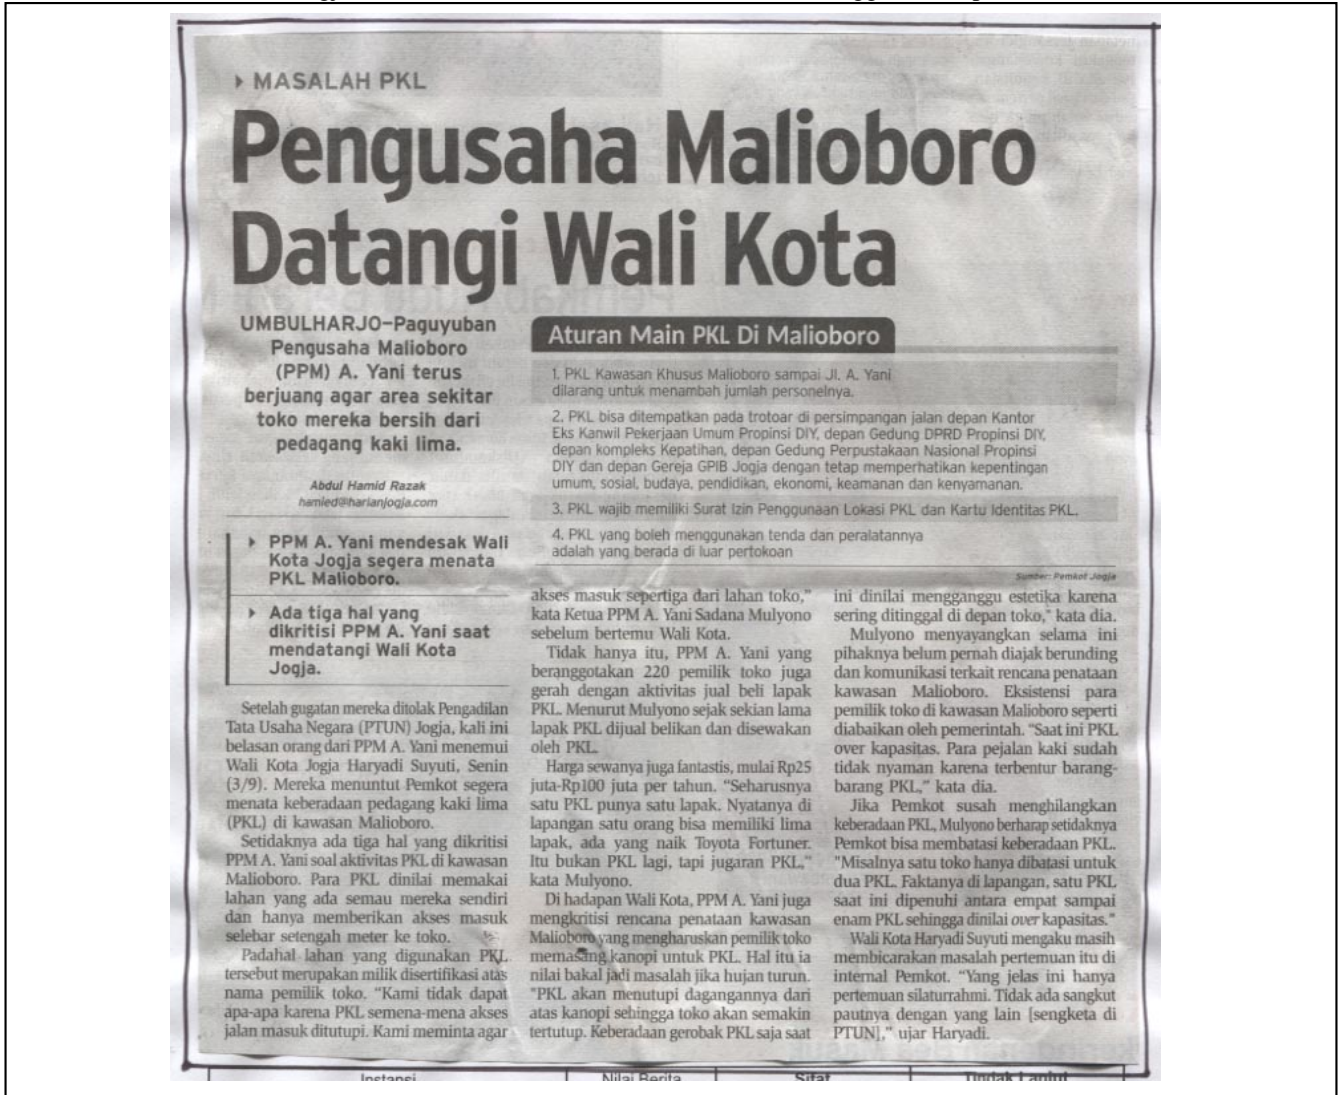 MASALAH PKL
Pengusaha Malioboro
Datangi Wali Kota
UMBULHARJO–Paguyuban
Pengusaha Malioboro
(PPM) A. Yani terus
berjuang agar area sekitar
toko mereka bersih dari
pedagang kaki lima.
Abdul Hamid Razak
hamied@harianjogja.com
PPM A. Yani mendesak Wali
Kota Jogja segera menata
PKL Malioboro.
Ada tiga hal yang
dikritisi PPM A. Yani saat
mendatangi Wali Kota
Jogja.
Aturan Main PKL Di Malioboro
1. PKL Kawasan Khusus Malioboro sampai Jl. A. Yani
dilarang untuk menambah jumlah personelnya.
2. PKL bisa ditempatkan pada trotoar di persimpangan jalan depan Kantor
Eks Kanwil Pekerjaan Umum Propinsi DIY, depan Gedung DPRD Propinsi DIY,
depan kompleks Kepatihan, depan Gedung Perpustakaan Nasional Propinsi
DIY dan depan Gereja GPIB Jogja dengan tetap memperhatikan kepentingan
umum, sosial, budaya, pendidikan, ekonomi, keamanan dan kenyamanan.
3. PKL wajib memiliki Surat Izin Penggunaan Lokasi PKL dan Kartu Identitas PKL.
4. PKL yang boleh menggunakan tenda dan peralatannya
adalah yang berada di luar pertokoan
Sumber: Pemkot Jogja
Setelah gugatan mereka ditolak Pengadilan
Tata Usaha Negara (PTUN) Jogja, kali ini
belasan orang dari PPM A. Yani menemui
Wali Kota Jogja Haryadi Suyuti, Senin
(3/9). Mereka menuntut Pemkot segera
menata keberadaan pedagang kaki lima
(PKL) di kawasan Malioboro.
Setidaknya ada tiga hal yang dikritisi
PPM A. Yani soal aktivitas PKL di kawasan
Malioboro. Para PKL dinilai memakai
lahan yang ada semau mereka sendiri
dan hanya memberikan akses masuk
selebar setengah meter ke toko.
Padahal lahan yang digunakan PKL
tersebut merupakan milik disertifikasi atas
nama pemilik toko. "Kami tidak dapat
apa-apa karena PKL semena-mena akses
jalan masuk ditutupi. Kami meminta agar
akses masuk sepertiga dari lahan toko,"
kata Ketua PPM A. Yani Sadana Mulyono
sebelum bertemu Wali Kota.
Tidak hanya itu, PPM A. Yani yang
beranggotakan 220 pemilik toko juga
gerah dengan aktivitas jual beli lapak
PKL. Menurut Mulyono sejak sekian lama
lapak PKL dijual belikan dan disewakan
oleh PKL.
Harga sewanya juga fantastis, mulai Rp25
juta-Rp100 juta per tahun. "Seharusnya
satu PKL punya satu lapak. Nyatanya di
lapangan satu orang bisa memiliki lima
lapak, ada yang naik Toyota Fortuner.
Itu bukan PKL lagi, tapi jugaran PKL,"
kata Mulyono.
Di hadapan Wali Kota, PPM A. Yani juga
mengkritisi rencana penataan kawasan
Malioboro yang mengharuskan pemilik toko
memasang kanopi untuk PKL. Hal itu ia
nilai bakal jadi masalah jika hujan turun.
"PKL akan menutupi dagangannya dari
atas kanopi sehingga toko akan semakin
tertutup. Keberadaan gerobak PKL saja saat
ini dinilai mengganggu estetika karena
sering ditinggal di depan toko," kata dia.
Mulyono menyayangkan selama ini
pihaknya belum pernah diajak berunding
dan komunikasi terkait rencana penataan
kawasan Malioboro. Eksistensi para
pemilik toko di kawasan Malioboro seperti
diabaikan oleh pemerintah. "Saat ini PKL
over kapasitas. Para pejalan kaki sudah
tidak nyaman karena terbentur barang-
barang PKL," kata dia.
Jika Pemkot susah menghilangkan
keberadaan PKL, Mulyono berharap setidaknya
Pemkot bisa membatasi keberadaan PKL.
"Misalnya satu toko hanya dibatasi untuk
dua PKL. Faktanya di lapangan, satu PKL
saat ini dipenuhi antara empat sampai
enam PKL sehingga dinilai over kapasitas."
Wali Kota Haryadi Suyuti mengaku masih
membicarakan masalah pertemuan itu di
internal Pemkot. "Yang jelas ini hanya
pertemuan silaturrahmi. Tidak ada sangkut
pautnya dengan yang lain [sengketa di
PTUN]," ujar Haryadi.
Instansi Nilai Berita Sifat Tindak Lanjut